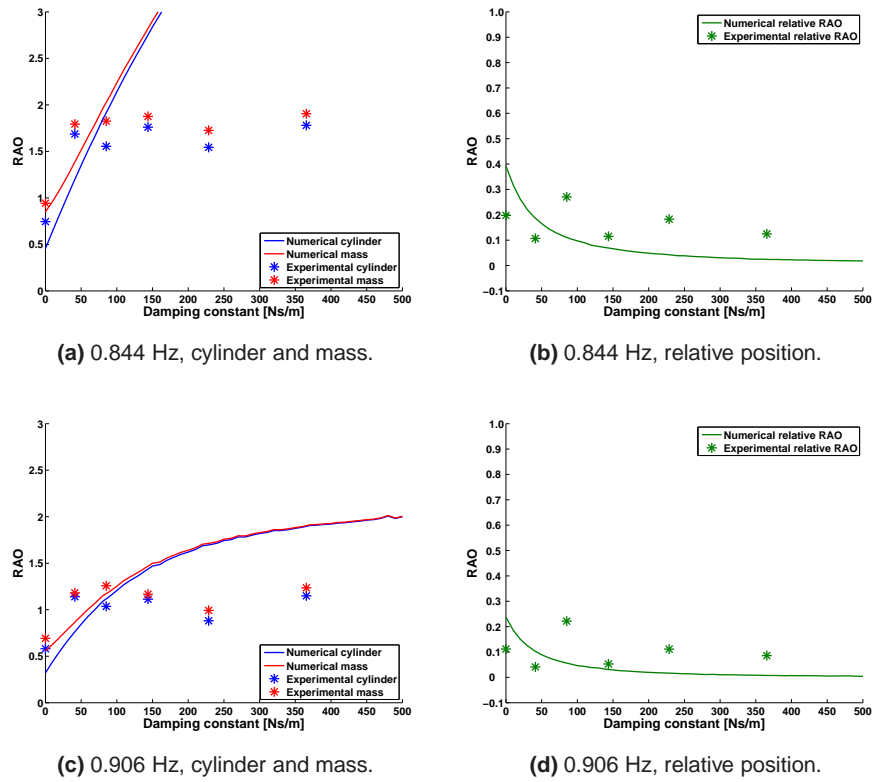 3
2.5
2
1.5
1
0.5
0
RAO
0 50 100 150 200 250 300 350 400 450 500
Damping constant [Ns/m]
Numerical cylinder
Numerical mass
Experimental cylinder
Experimental mass
(a) 0.844 Hz, cylinder and mass.
1.0
0.9
0.8
0.7
0.6
0.5
0.4
0.3
0.2
0.1
0
−0.1
RAO
0 50 100 150 200 250 300 350 400 450 500
Damping constant [Ns/m]
Numerical relative RAO
Experimental relative RAO
(b) 0.844 Hz, relative position.
3
2.5
2
1.5
1
0.5
0
RAO
0 50 100 150 200 250 300 350 400 450 500
Damping constant [Ns/m]
Numerical cylinder
Numerical mass
Experimental cylinder
Experimental mass
(c) 0.906 Hz, cylinder and mass.
1.0
0.9
0.8
0.7
0.6
0.5
0.4
0.3
0.2
0.1
0
−0.1
RAO
0 50 100 150 200 250 300 350 400 450 500
Damping constant [Ns/m]
Numerical relative RAO
Experimental relative RAO
(d) 0.906 Hz, relative position.